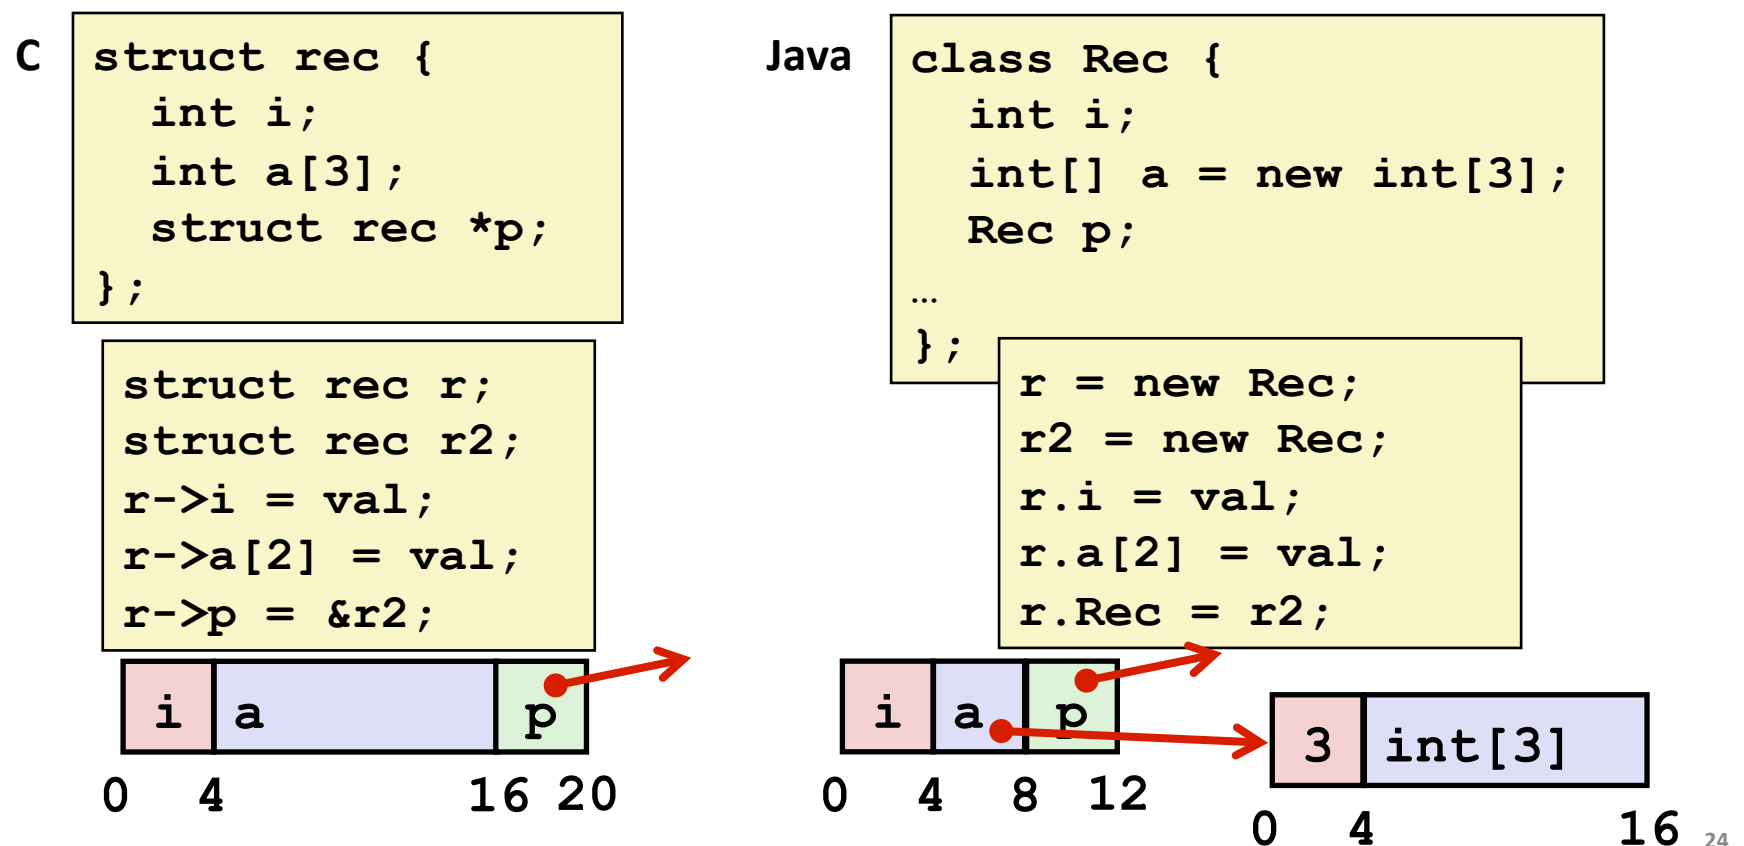 C
struct rec {
int i;
int a[3];
struct rec *p;
};
struct rec r;
struct rec r2;
r->i = val;
r->a[2] = val;
r->p = &r2;
i a p
0 4 16 20
Java
class Rec {
int i;
int[] a = new int[3];
Rec p;
…
};
r = new Rec;
r2 = new Rec;
r.i = val;
r.a[2] = val;
r.Rec = r2;
i a p
0 4 8 12
3 int[3]
0 4 16
24